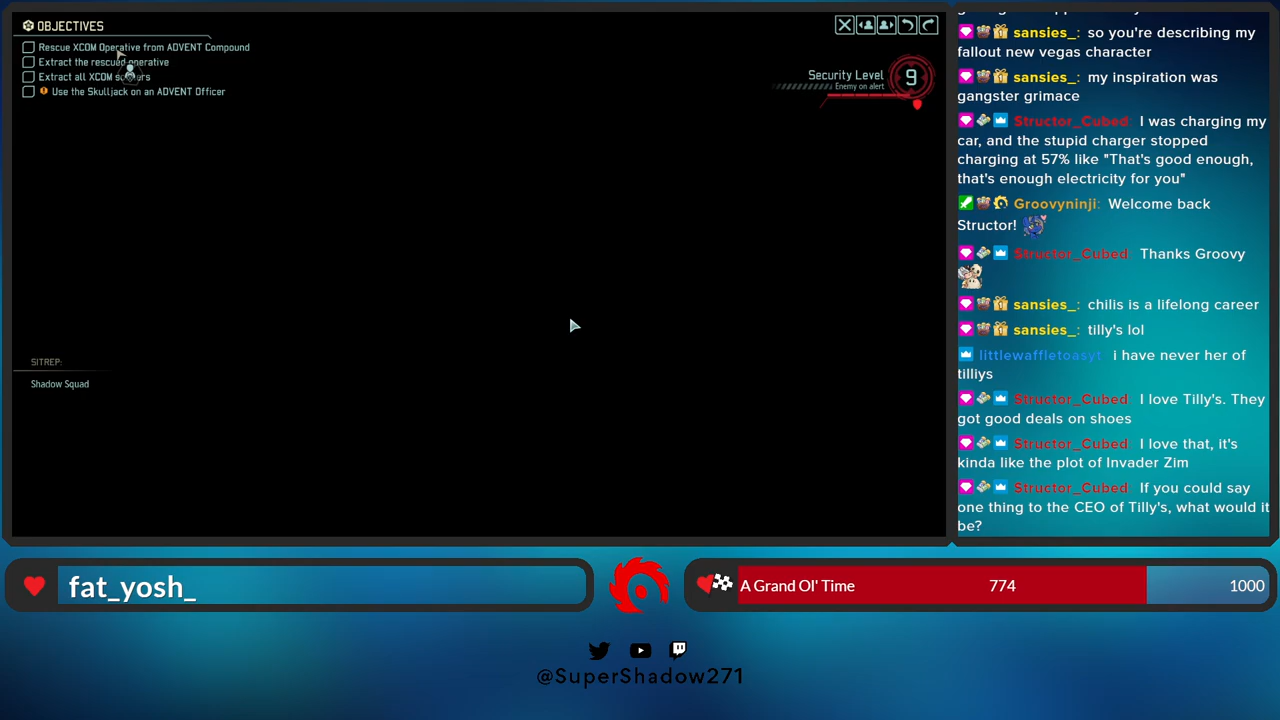 OBJECTIVES
Rescue XCOM Operative from ADVENT Compound
Extract the rescued operative
Extract all XCOM soldiers
Use the Skulljack on an ADVENT Officer
Security Level
Enemy on alert
9
SITREP:
Shadow Squad
sansies_: so you're describing my
fallout new vegas character
sansies_: my inspiration was
gangster grimace
Structor_Cubed: I was charging my
car, and the stupid charger stopped
charging at 57% like "That's good enough,
that's enough electricity for you"
Groovyninji: Welcome back
Structor!
Structor_Cubed: Thanks Groovy
sansies_: chilis is a lifelong career
sansies_: tilly's lol
littlewaffletoasyt: i have never her of
tilliys
Structor_Cubed: I love Tilly's. They
got good deals on shoes
Structor_Cubed: I love that, it's
kinda like the plot of Invader Zim
Structor_Cubed: If you could say
one thing to the CEO of Tilly's, what would it
be?
fat_yosh_
A Grand Ol' Time 774 1000
@SuperShadow271